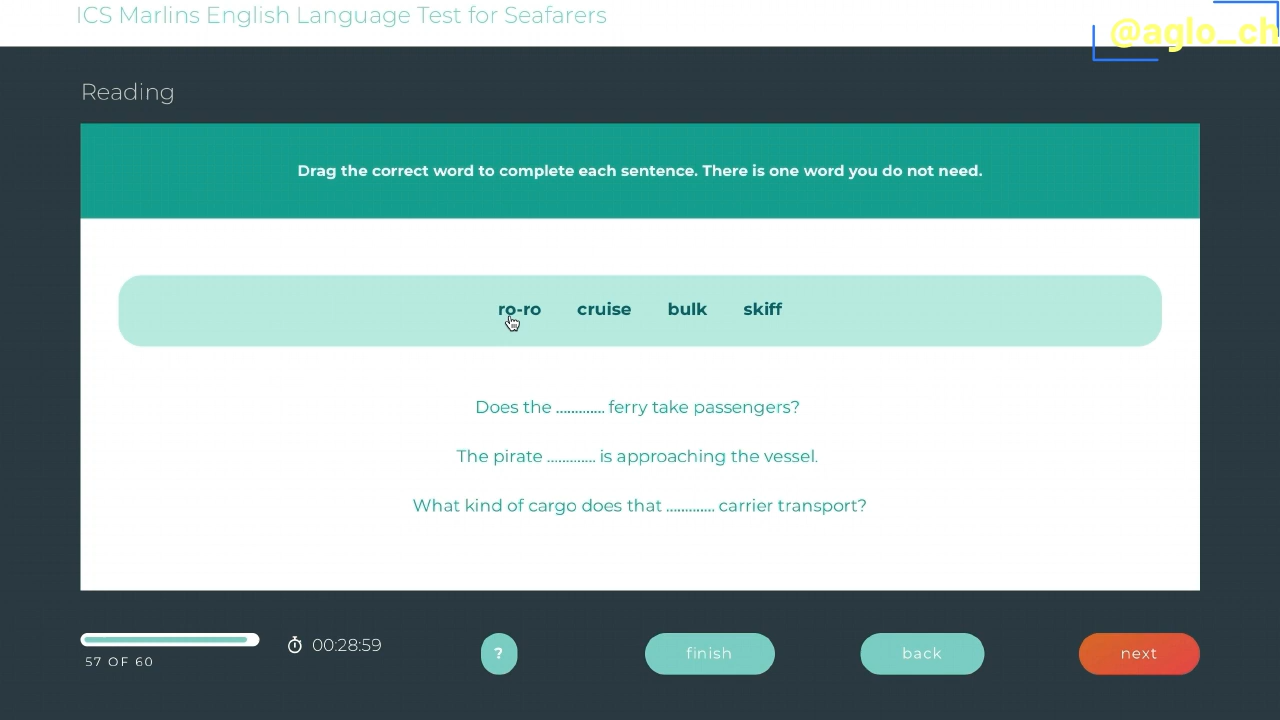 ICS Marlins English Language Test for Seafarers
@aglo_ch
Reading
Drag the correct word to complete each sentence. There is one word you do not need.
ro-ro cruise bulk skiff
Does the ............. ferry take passengers?
The pirate ............. is approaching the vessel.
What kind of cargo does that ............. carrier transport?
57 OF 60
00:28:59
?
finish
back
next